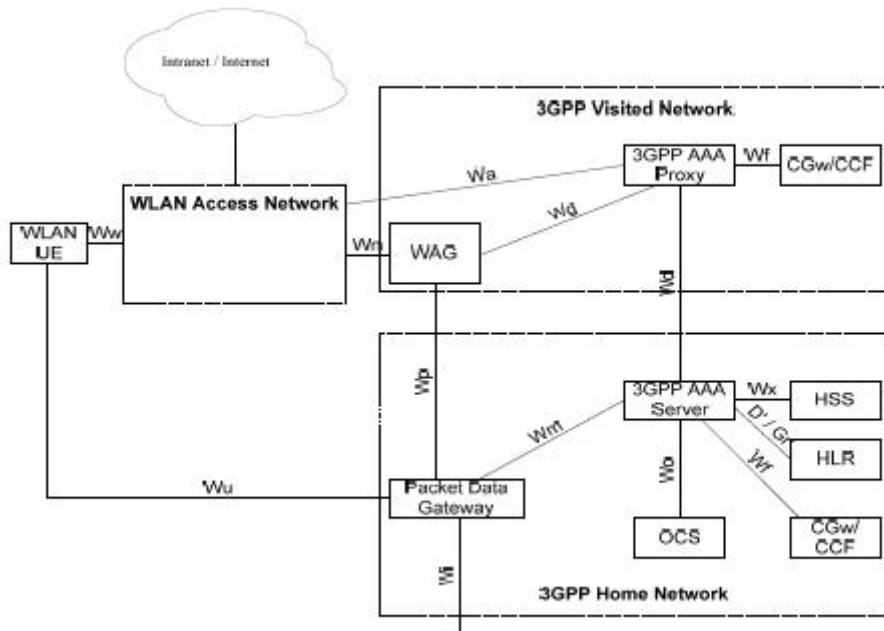 Intranet / Internet
3GPP Visited Network
3GPP AAA
Proxy
Wf
CGw/CCF
Wa
WLAN Access Network
Wg
WLAN
UE
Ww
Wn
WAG
Wd
Wp
3GPP AAA
Server
Wx
HSS
D' / Gr'
HLR
Wm
Wf
Wo
Wu
Packet Data
Gateway
OCS
CGw/
CCF
Wi
3GPP Home Network